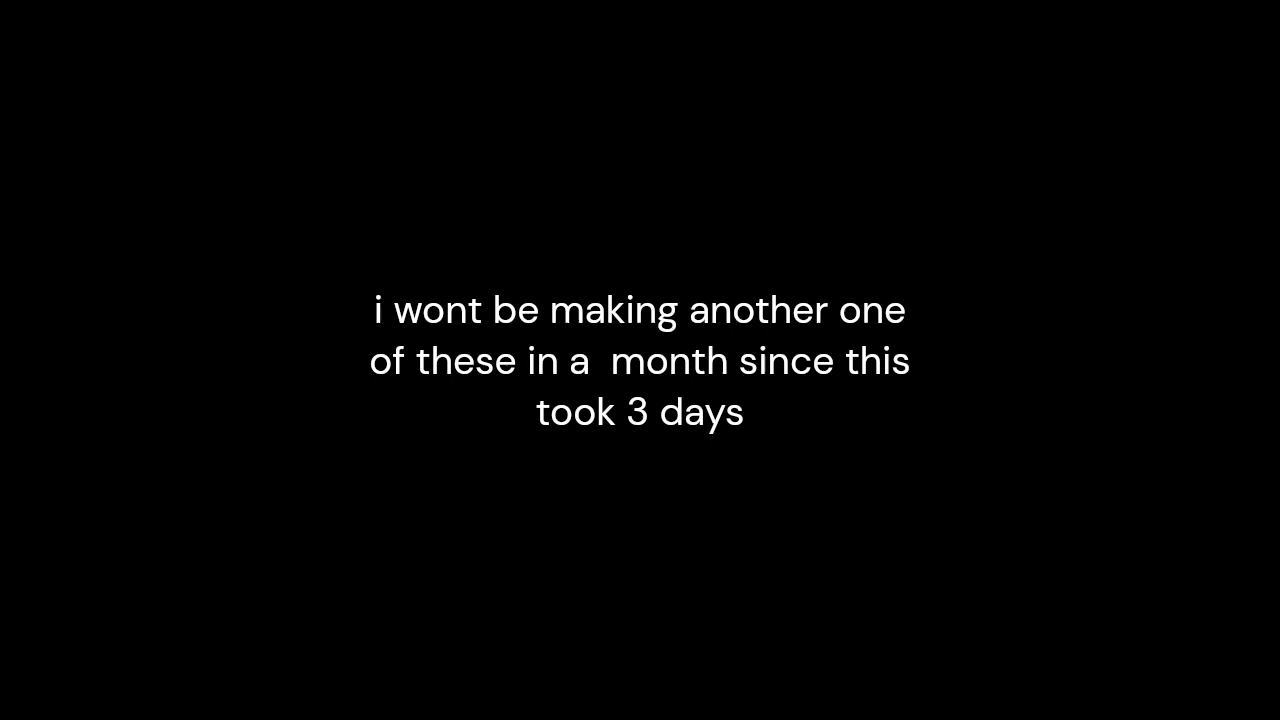 i wont be making another one
of these in a  month since this
took 3 days